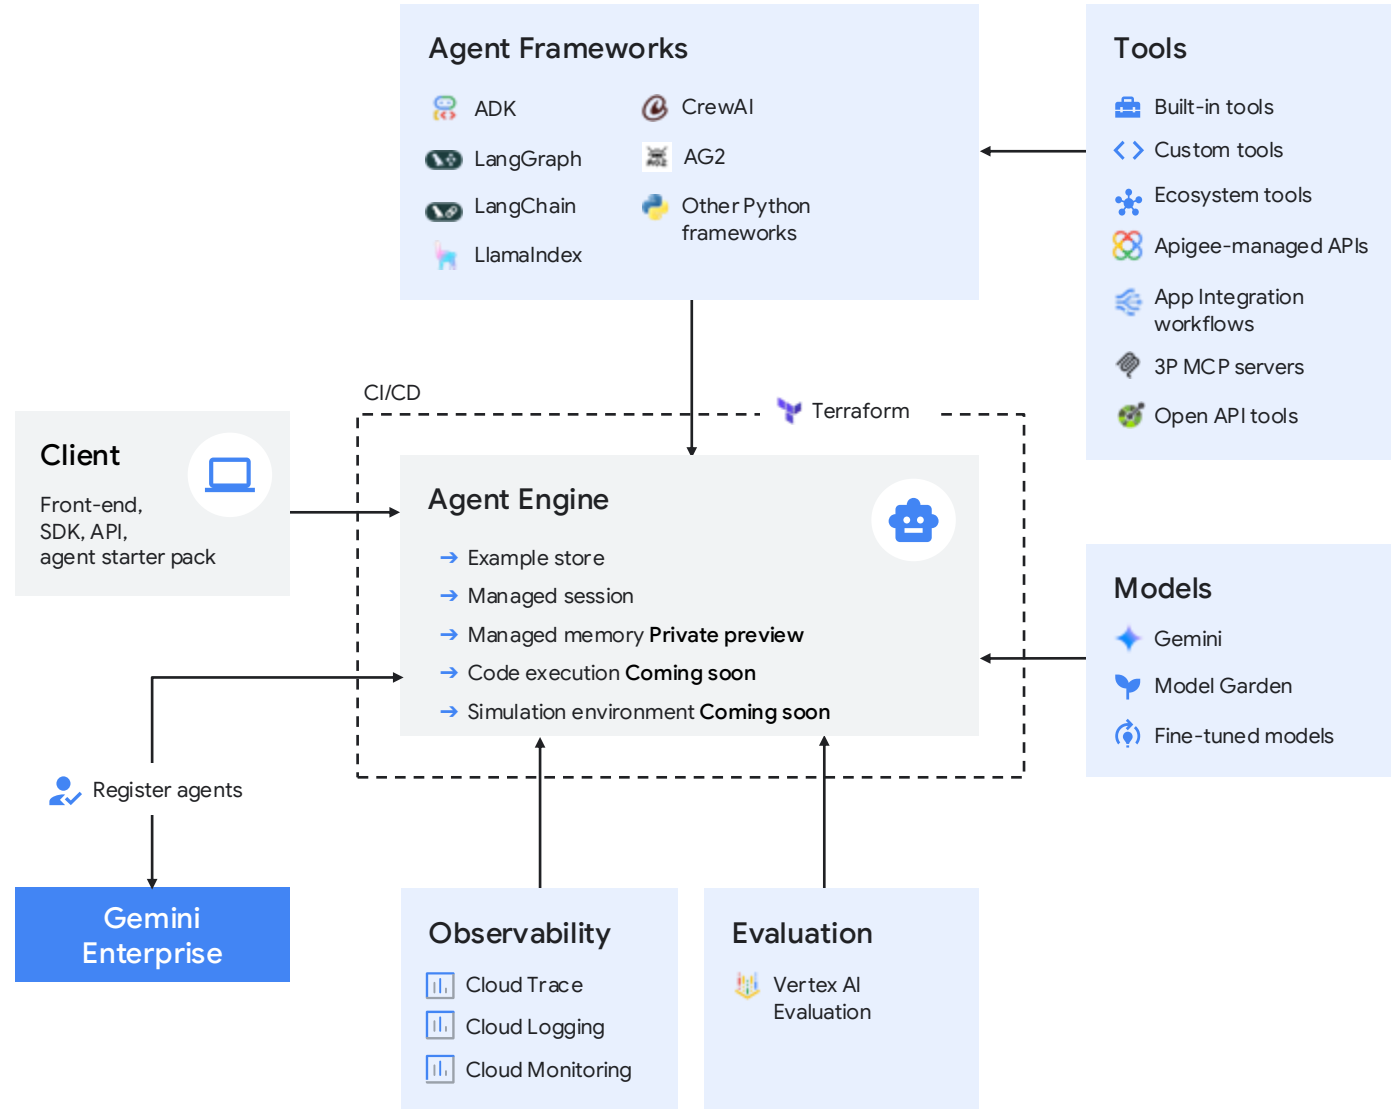 Agent Frameworks
ADK
LangGraph
LangChain
LlamaIndex
CrewAI
AG2
Other Python
frameworks
Tools
Built-in tools
Custom tools
Ecosystem tools
Apigee-managed APIs
App Integration
workflows
3P MCP servers
Open API tools
CI/CD
Terraform
Client
Front-end,
SDK, API,
agent starter pack
Agent Engine
Example store
Managed session
Managed memory Private preview
Code execution Coming soon
Simulation environment Coming soon
Models
Gemini
Model Garden
Fine-tuned models
Register agents
Gemini
Enterprise
Observability
Cloud Trace
Cloud Logging
Cloud Monitoring
Evaluation
Vertex AI
Evaluation